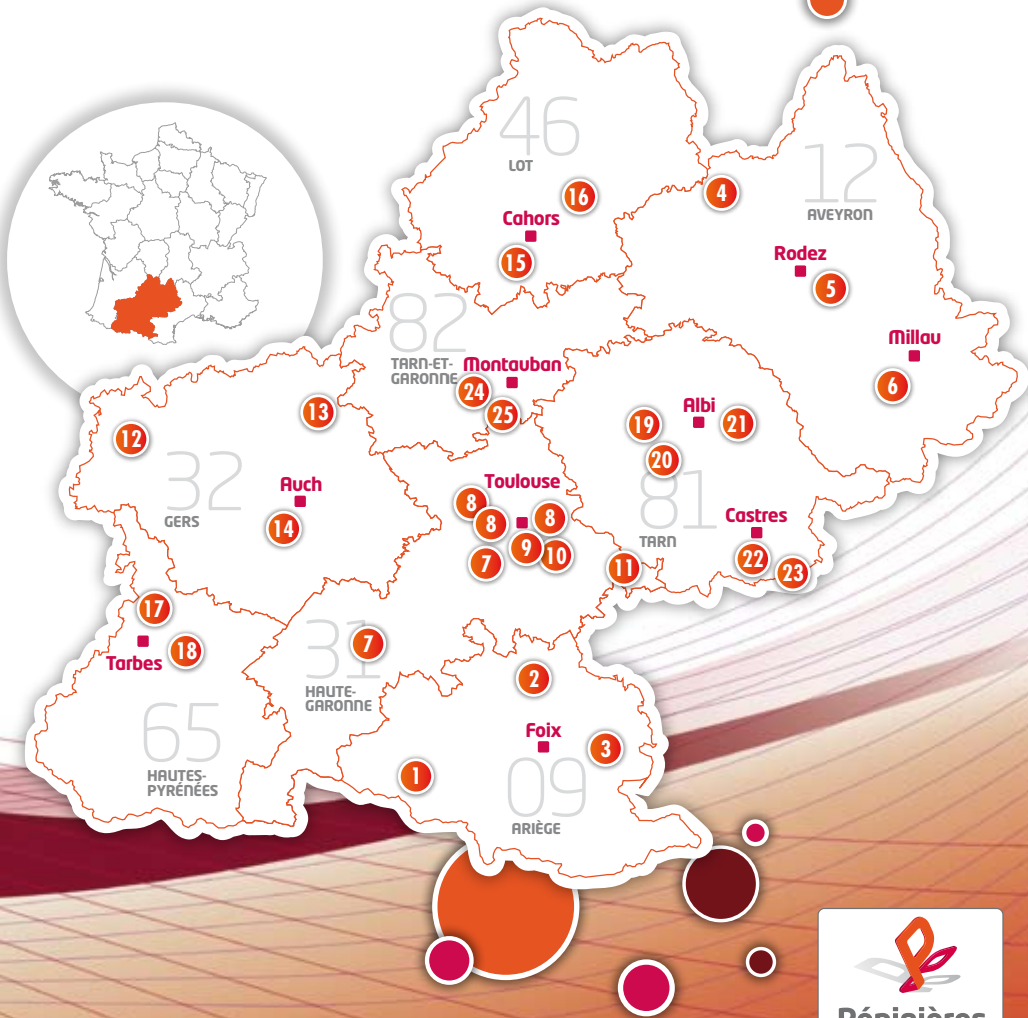 46
LOT
16
Cahors
15
12
AVEYRON
4
Rodez
5
Millau
6
82
TARN-ET-
GARONNE
Montauban
24
25
13
12
32
GERS
Auch
14
Toulouse
8
8
8
9
10
7
11
Albi
19
21
20
81
TARN
Castres
22
23
17
Tarbes
18
65
HAUTES-
PYRÉNÉES
31
7
HAUTE-
GARONNE
2
Foix
3
1
09
ARIÈGE
Pépinières